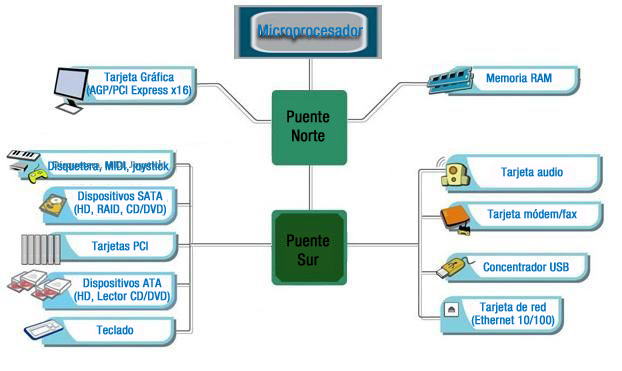 Microprocesador
Tarjeta Gráfica
(AGP/PCI Express x16)
Memoria RAM
Puente
Norte
Disquetera, MIDI, joystick
Tarjeta audio
Dispositivos SATA
(HD, RAID, CD/DVD)
Tarjeta módem/fax
Puente
Sur
Tarjetas PCI
Concentrador USB
Dispositivos ATA
(HD, Lector CD/DVD)
Tarjeta de red
(Ethernet 10/100)
Teclado